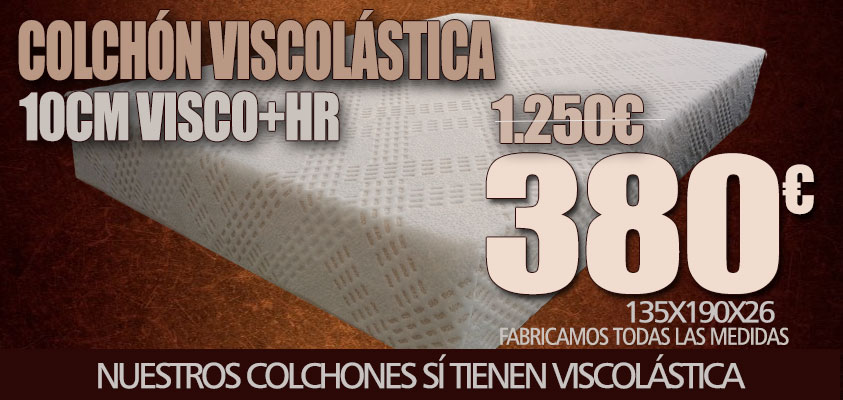 COLCHÓN VISCOLÁSTICA
10CM VISCO+HR
1.250€
380€
135X190X26
FABRICAMOS TODAS LAS MEDIDAS
NUESTROS COLCHONES SÍ TIENEN VISCOLÁSTICA